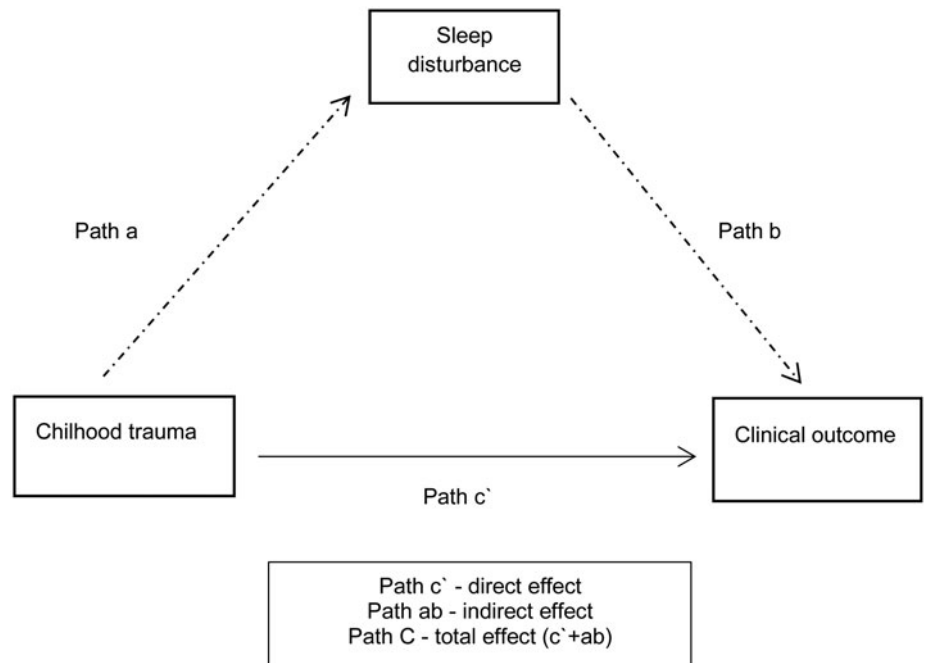 Sleep
disturbance
Path a
Path b
Chilhood trauma
Clinical outcome
Path c`
Path c` - direct effect
Path ab - indirect effect
Path C - total effect (c`+ab)